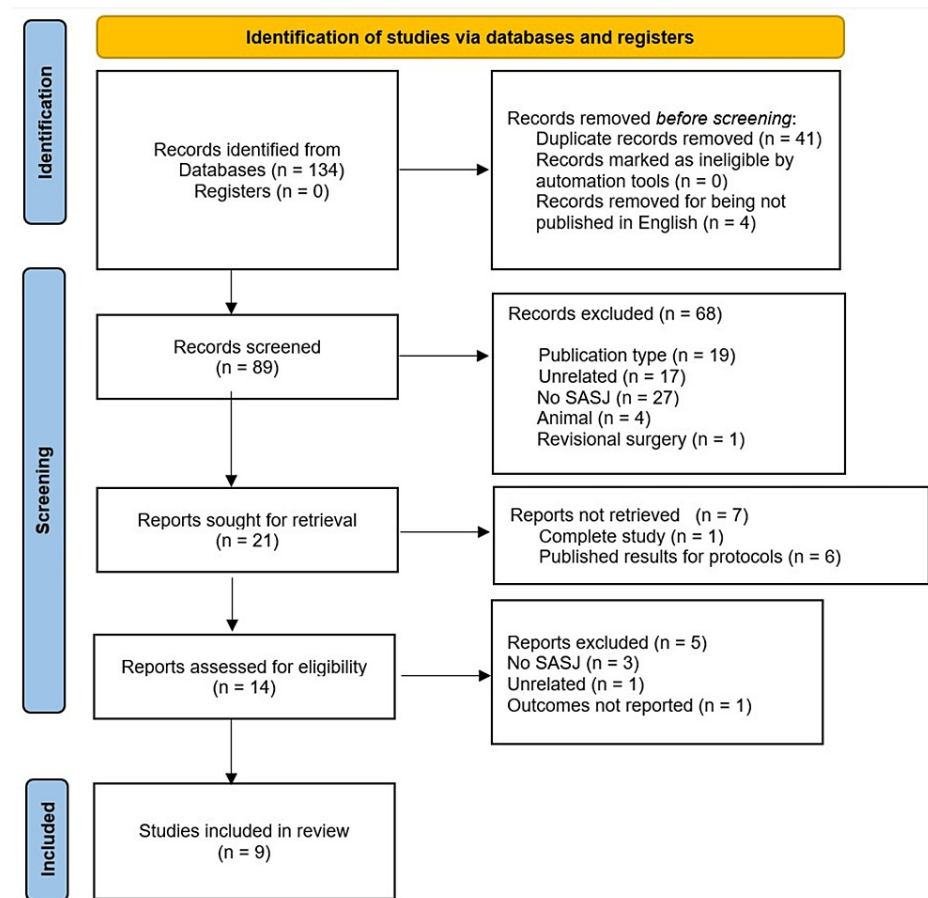 Identification of studies via databases and registers
Identification
Records identified from
Databases (n = 134)
Registers (n = 0)
Records removed before screening:
Duplicate records removed (n = 41)
Records marked as ineligible by
automation tools (n = 0)
Records removed for being not
published in English (n = 4)
Screening
Records screened
(n = 89)
Records excluded (n = 68)
Publication type (n = 19)
Unrelated (n = 17)
No SASJ (n = 27)
Animal (n = 4)
Revisional surgery (n = 1)
Reports sought for retrieval
(n = 21)
Reports not retrieved (n = 7)
Complete study (n = 1)
Published results for protocols (n = 6)
Reports assessed for eligibility
(n = 14)
Reports excluded (n = 5)
No SASJ (n = 3)
Unrelated (n = 1)
Outcomes not reported (n = 1)
Included
Studies included in review
(n = 9)